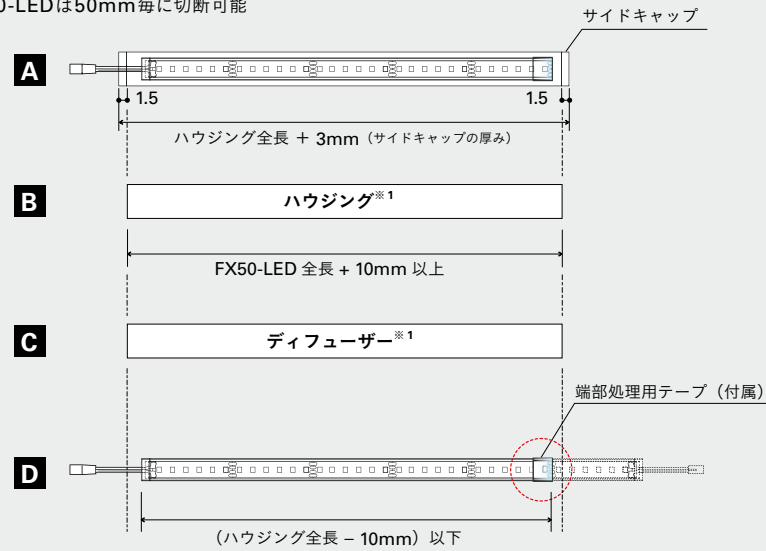 0-LEDは50mm毎に切断可能
サイドキャップ
A
1.5
1.5
ハウジング全長 + 3mm（サイドキャップの厚み）
B
ハウジング※1
FX50-LED 全長 + 10mm 以上
C
ディフューザー※1
端部処理用テープ（付属）
D
（ハウジング全長 – 10mm）以下